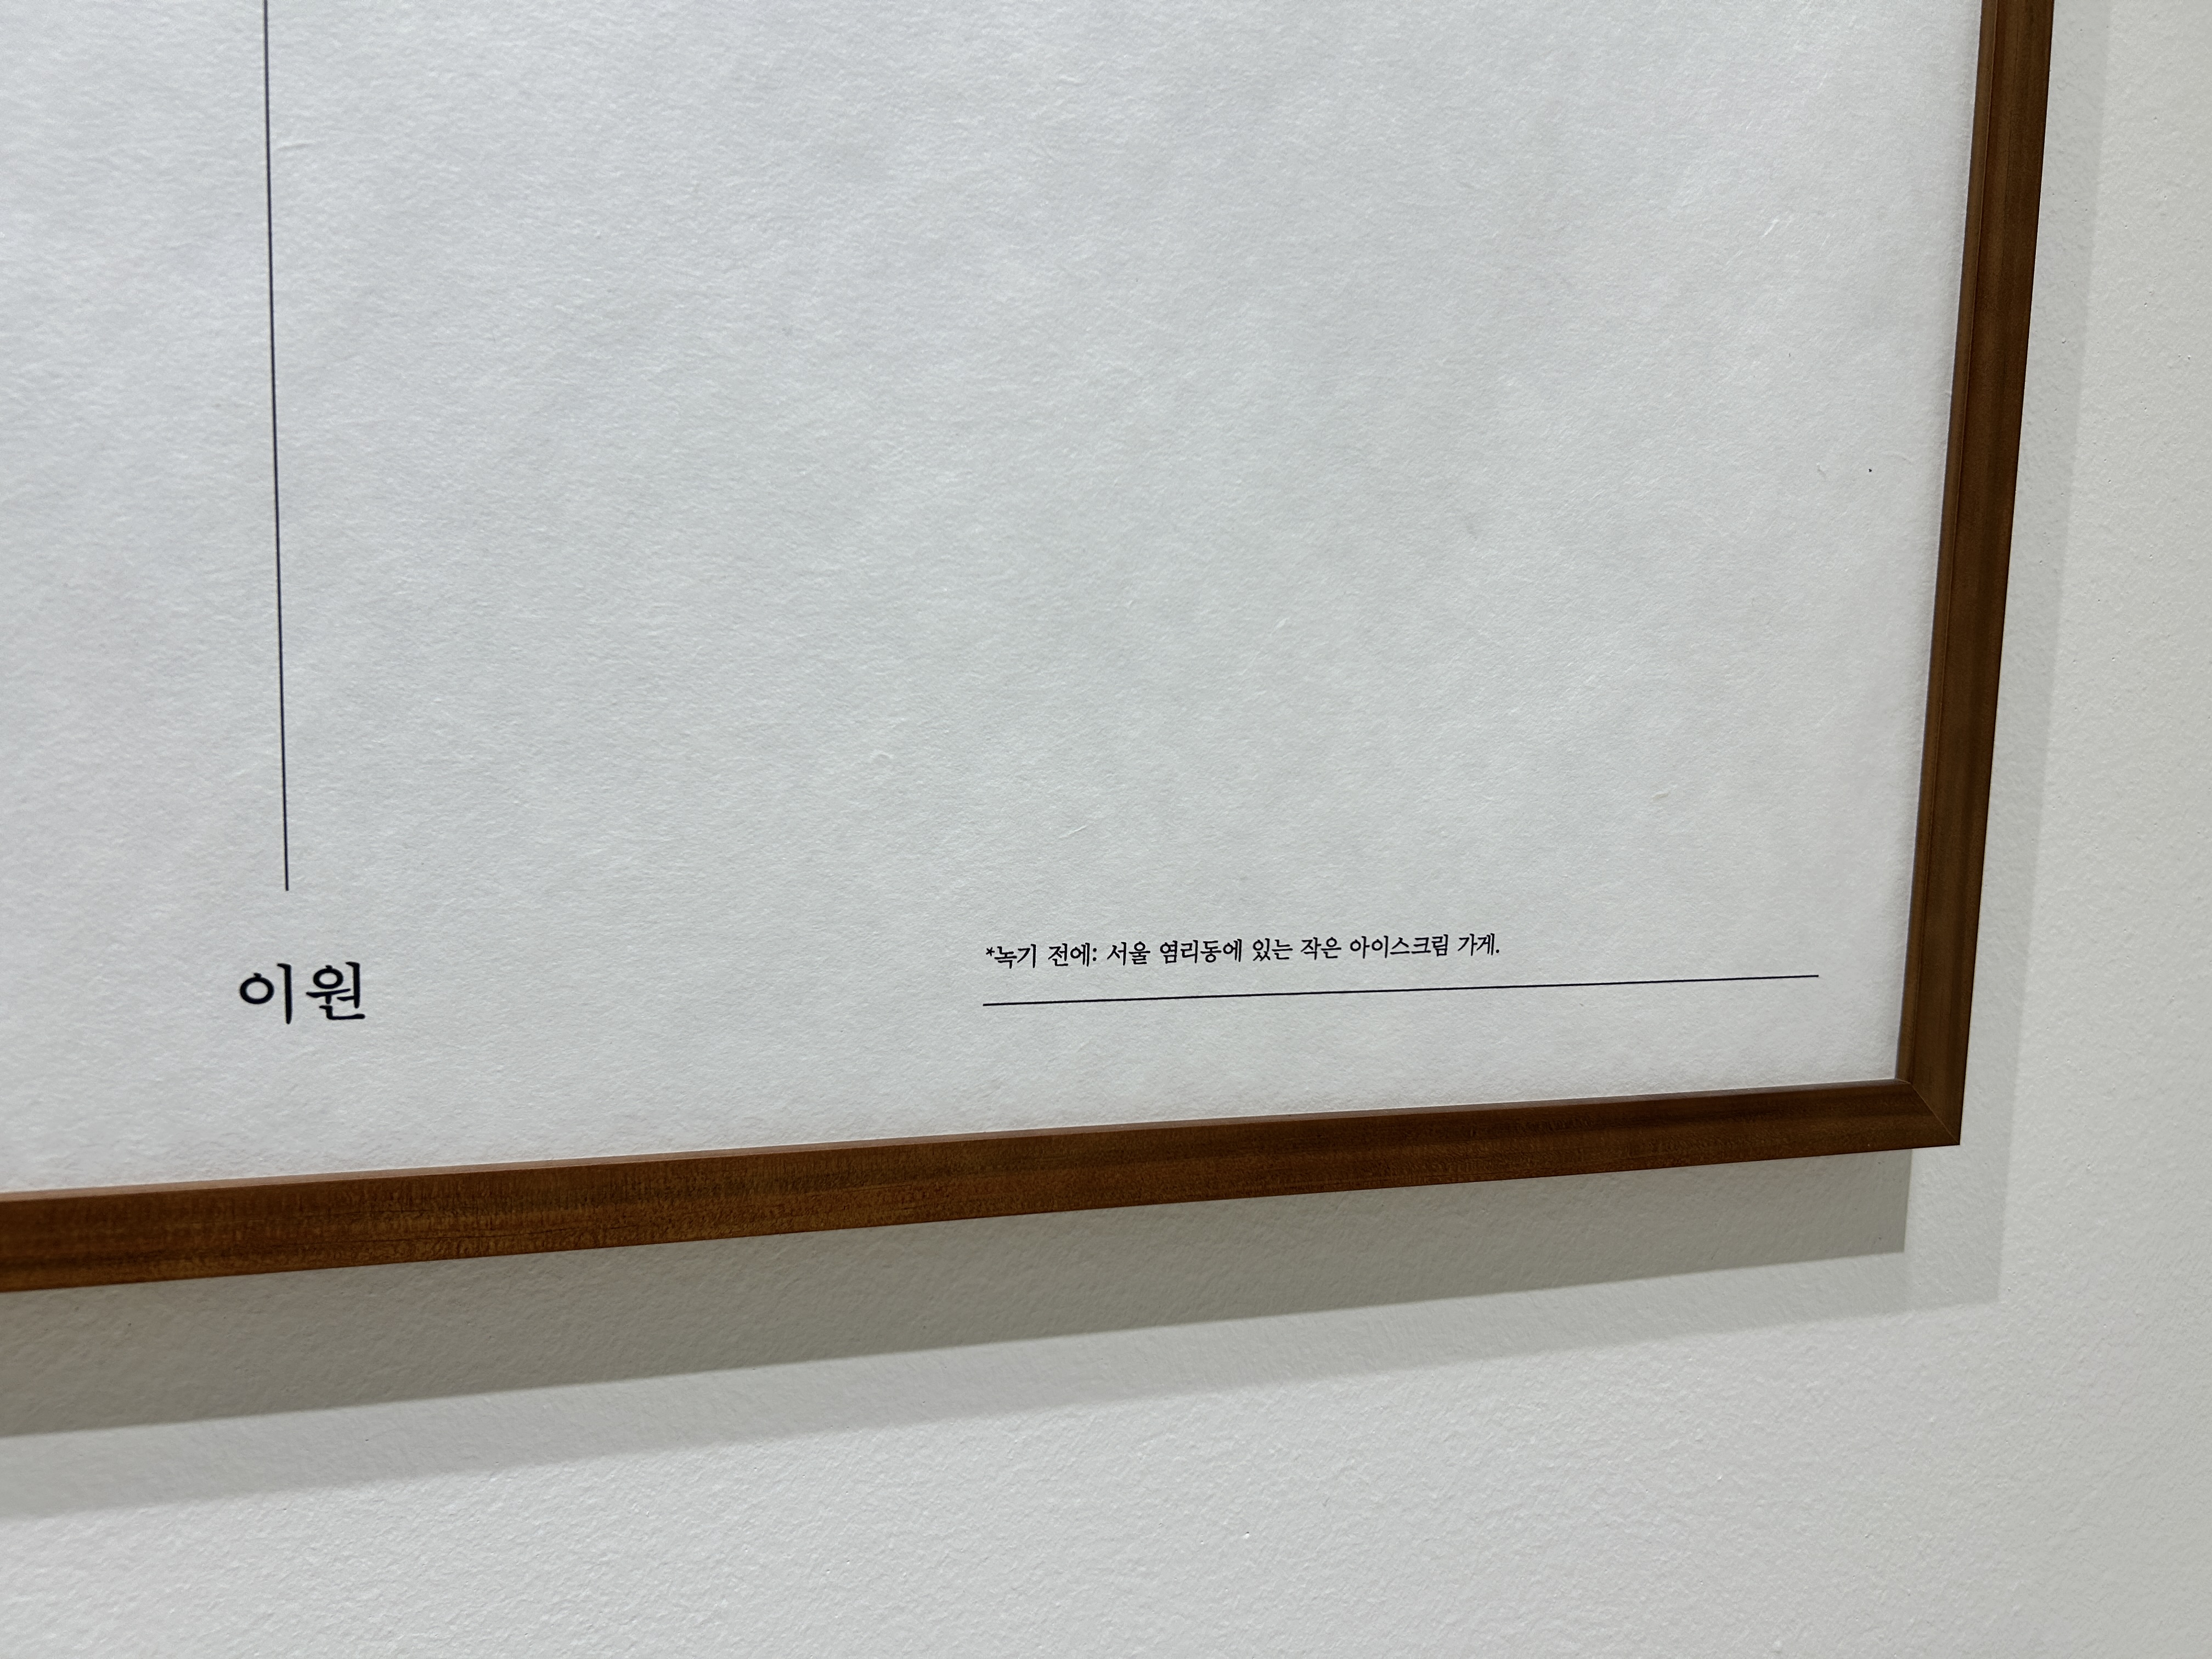 이원
*녹기 전에: 서울 염리동에 있는 작은 아이스크림 가게.